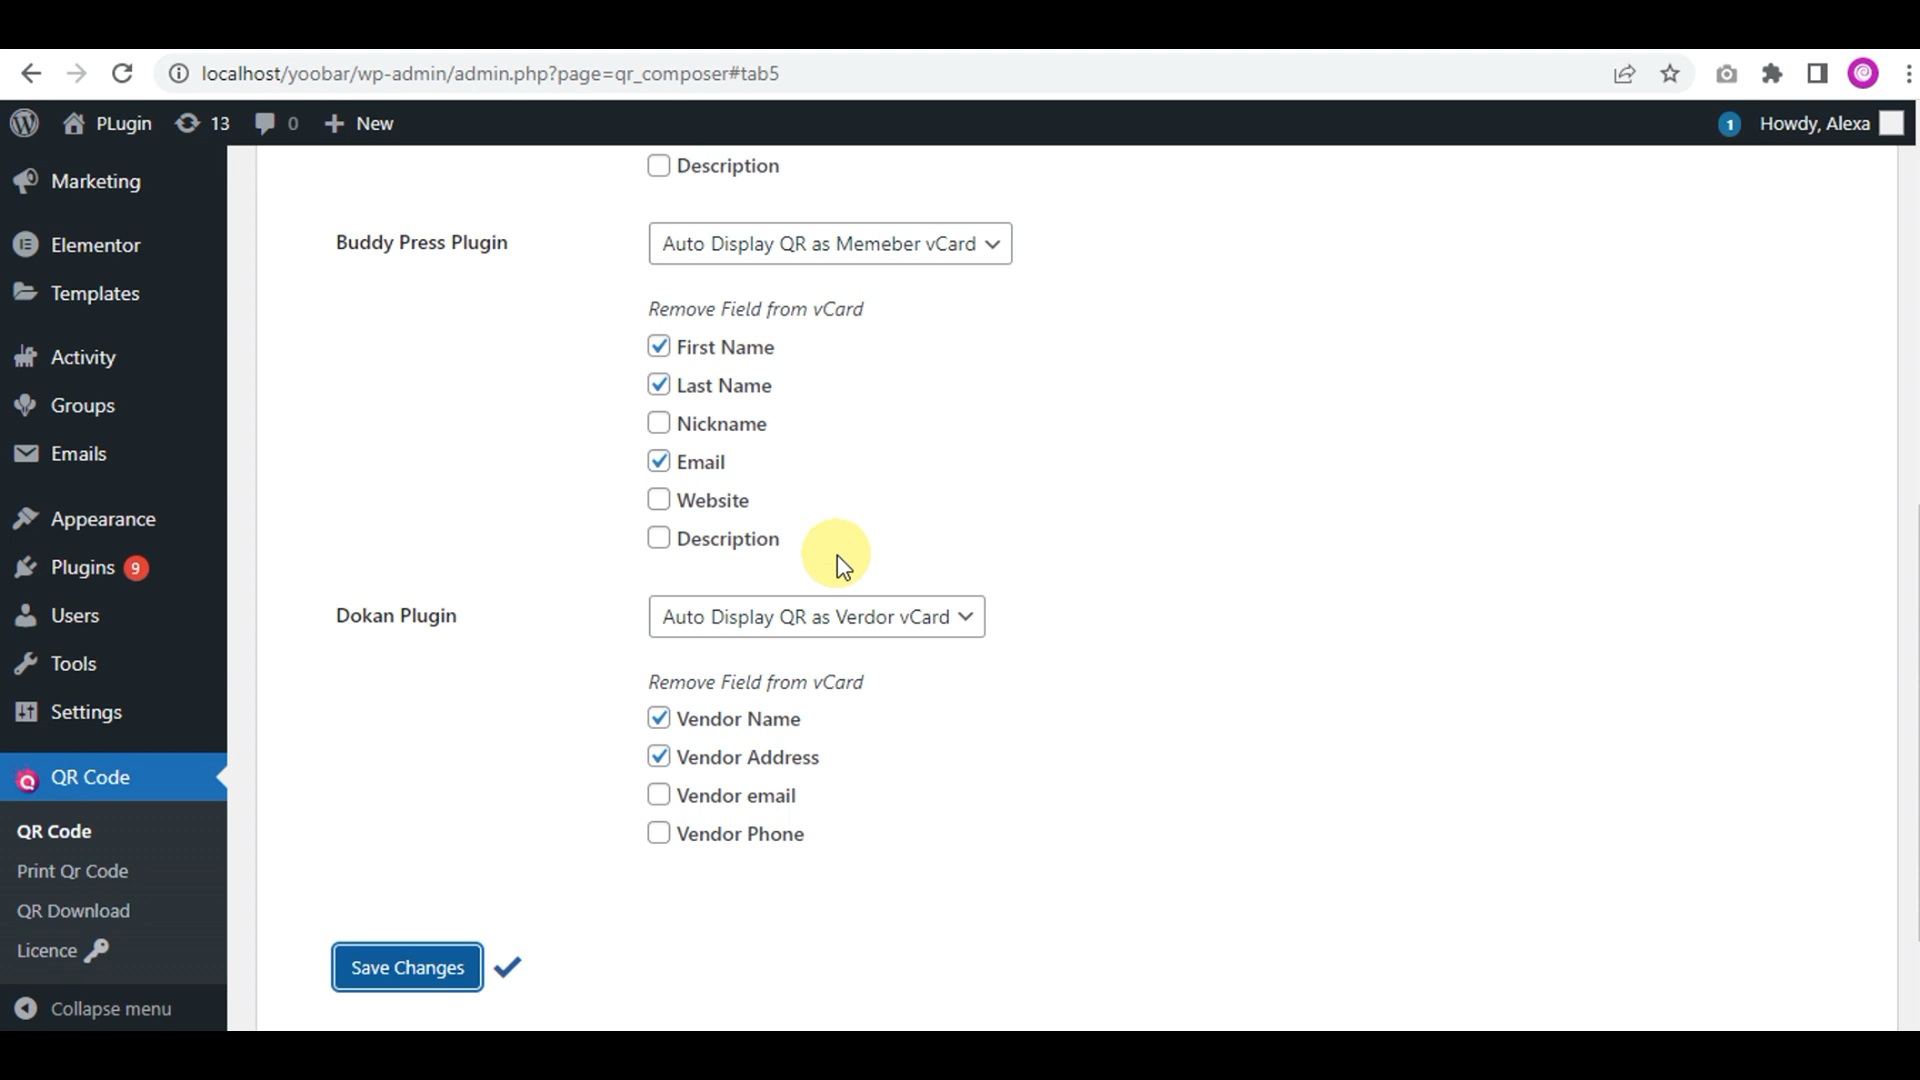 localhost/yoobar/wp-admin/admin.php?page=qr_composer#tab5
PLugin 13 0 New 1 Howdy, Alexa
Marketing
Elementor
Templates
Activity
Groups
Emails
Appearance
Plugins 9
Users
Tools
Settings
QR Code
QR Code
Print Qr Code
QR Download
Licence
Collapse menu
Description
Buddy Press Plugin Auto Display QR as Memeber vCard
Remove Field from vCard
First Name
Last Name
Nickname
Email
Website
Description
Dokan Plugin Auto Display QR as Verdor vCard
Remove Field from vCard
Vendor Name
Vendor Address
Vendor email
Vendor Phone
Save Changes